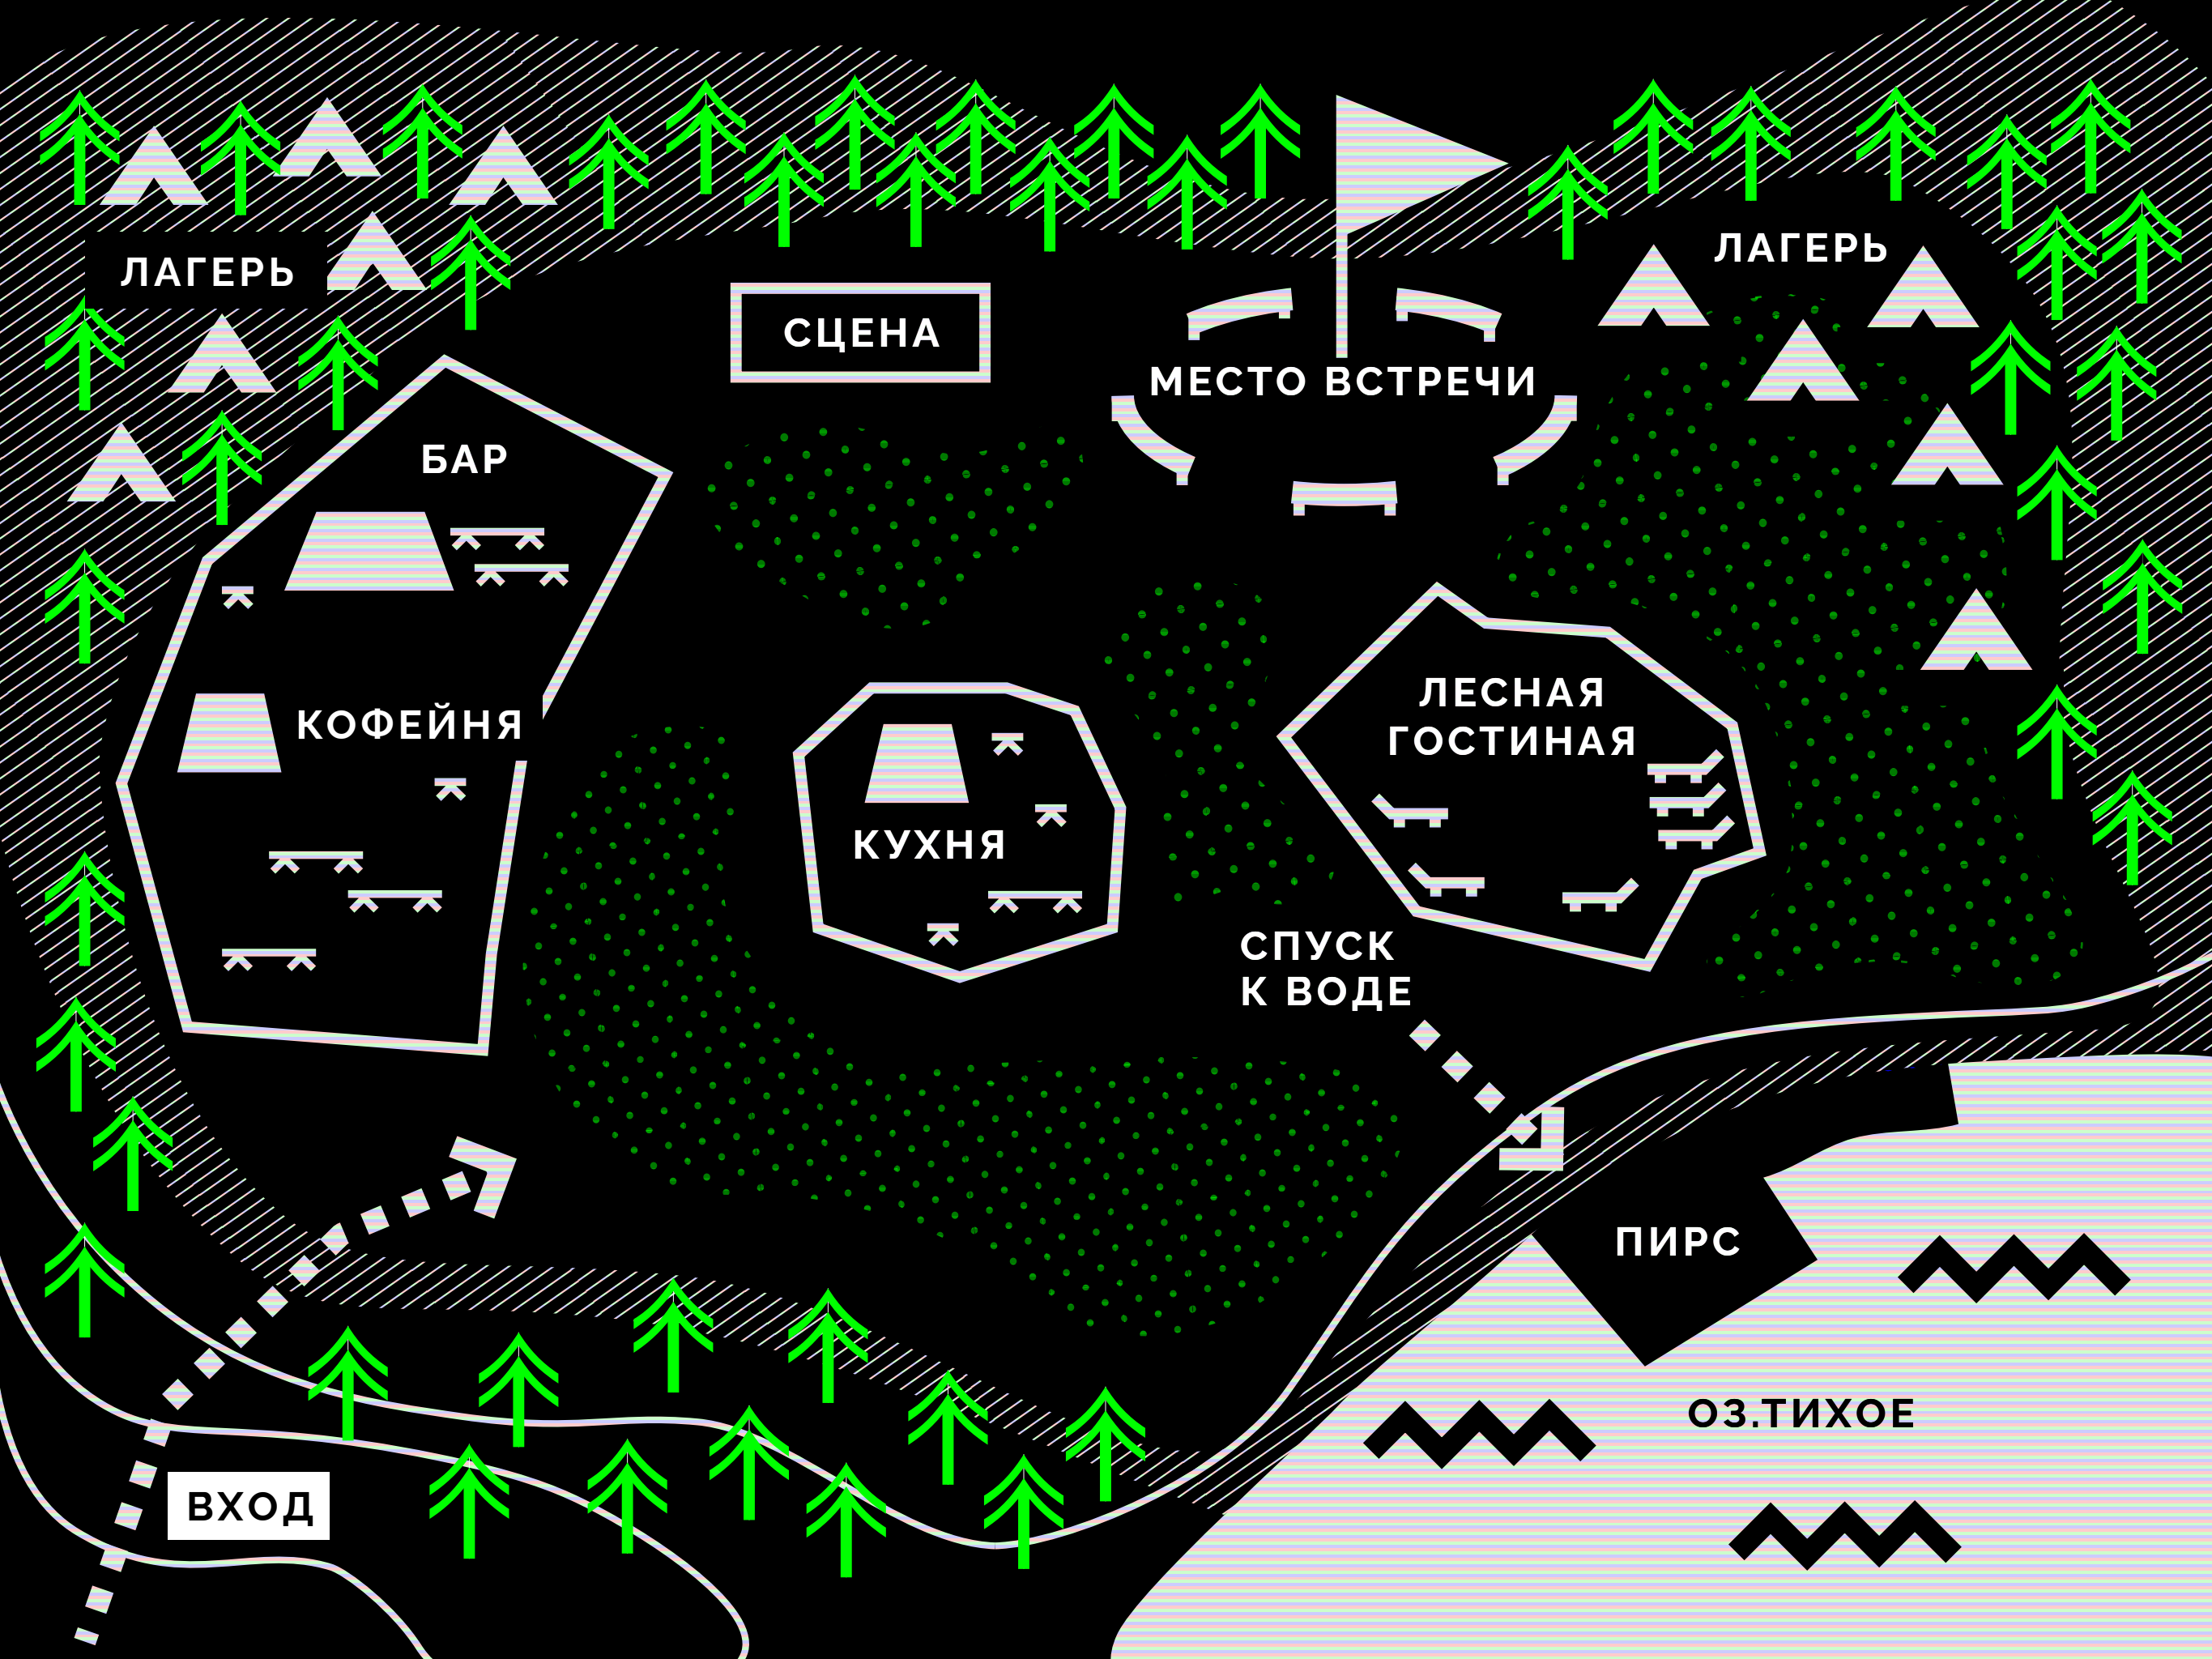 ЛАГЕРЬ
СЦЕНА
МЕСТО ВСТРЕЧИ
ЛАГЕРЬ
БАР
КОФЕЙНЯ
КУХНЯ
ЛЕСНАЯ
ГОСТИНАЯ
СПУСК
К ВОДЕ
ПИРС
ОЗ.ТИХОЕ
ВХОД